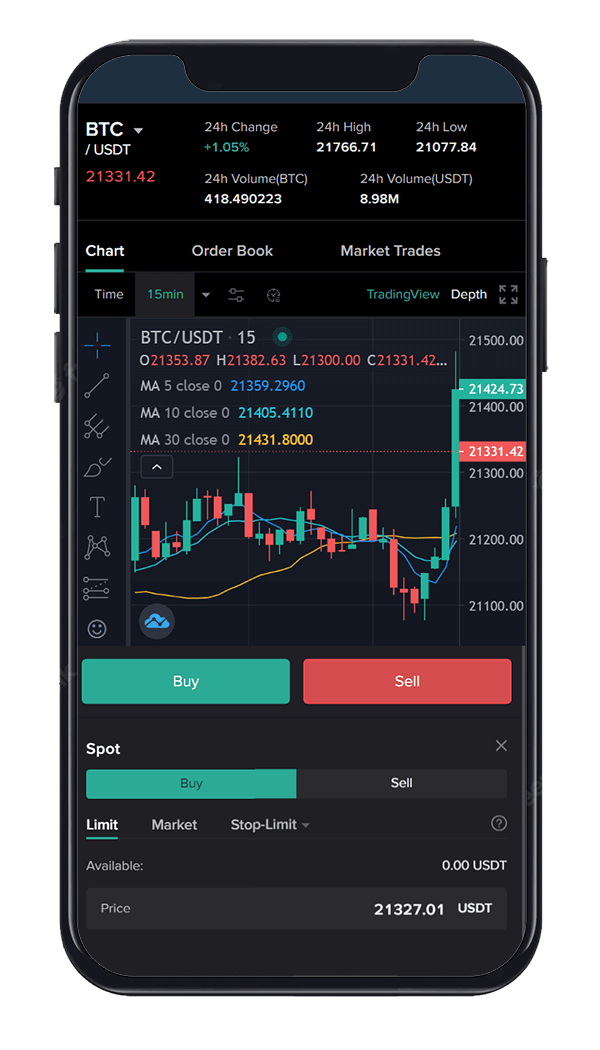 BTC
/ USDT
21331.42
24h Change 24h High 24h Low
+1.05% 21766.71 21077.84
24h Volume(BTC) 24h Volume(USDT)
418.490223 8.98M
Chart Order Book Market Trades
Time 15min TradingView Depth
BTC/USDT · 15
O21353.87 H21382.63 L21300.00 C21331.42...
MA 5 close 0 21359.2960
MA 10 close 0 21405.4110
MA 30 close 0 21431.8000
21500.00
21424.73
21400.00
21331.42
21300.00
21200.00
21100.00
Buy Sell
Spot
Buy Sell
Limit Market Stop-Limit
Available: 0.00 USDT
Price 21327.01 USDT